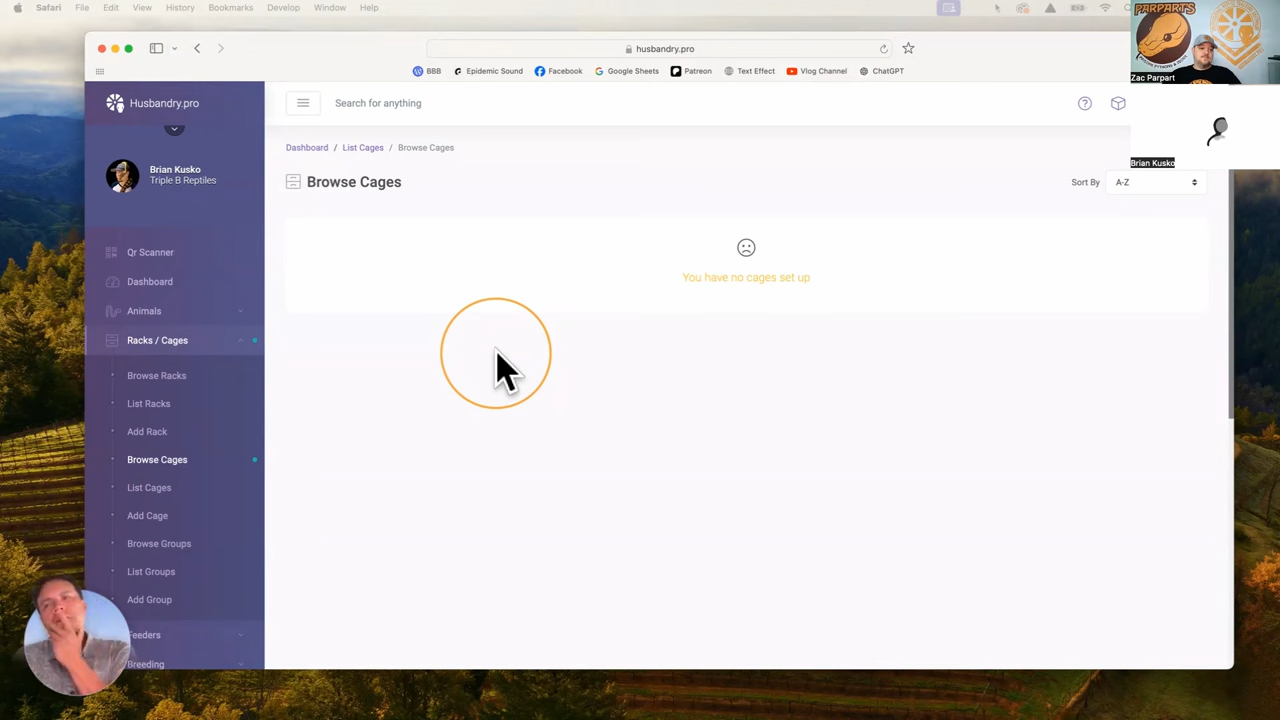 Safari File Edit View History Bookmarks Develop Window Help
husbandry.pro
BBB Epidemic Sound Facebook Google Sheets Patreon Text Effect Vlog Channel ChatGPT
PARPART'S
Zac Parpart
Brian Kusko
Husbandry.pro
Search for anything
Brian Kusko
Triple B Reptiles
Dashboard / List Cages / Browse Cages
Browse Cages
Sort By A-Z
You have no cages set up
Qr Scanner
Dashboard
Animals
Racks / Cages
Browse Racks
List Racks
Add Rack
Browse Cages
List Cages
Add Cage
Browse Groups
List Groups
Add Group
Feeders
Breeding